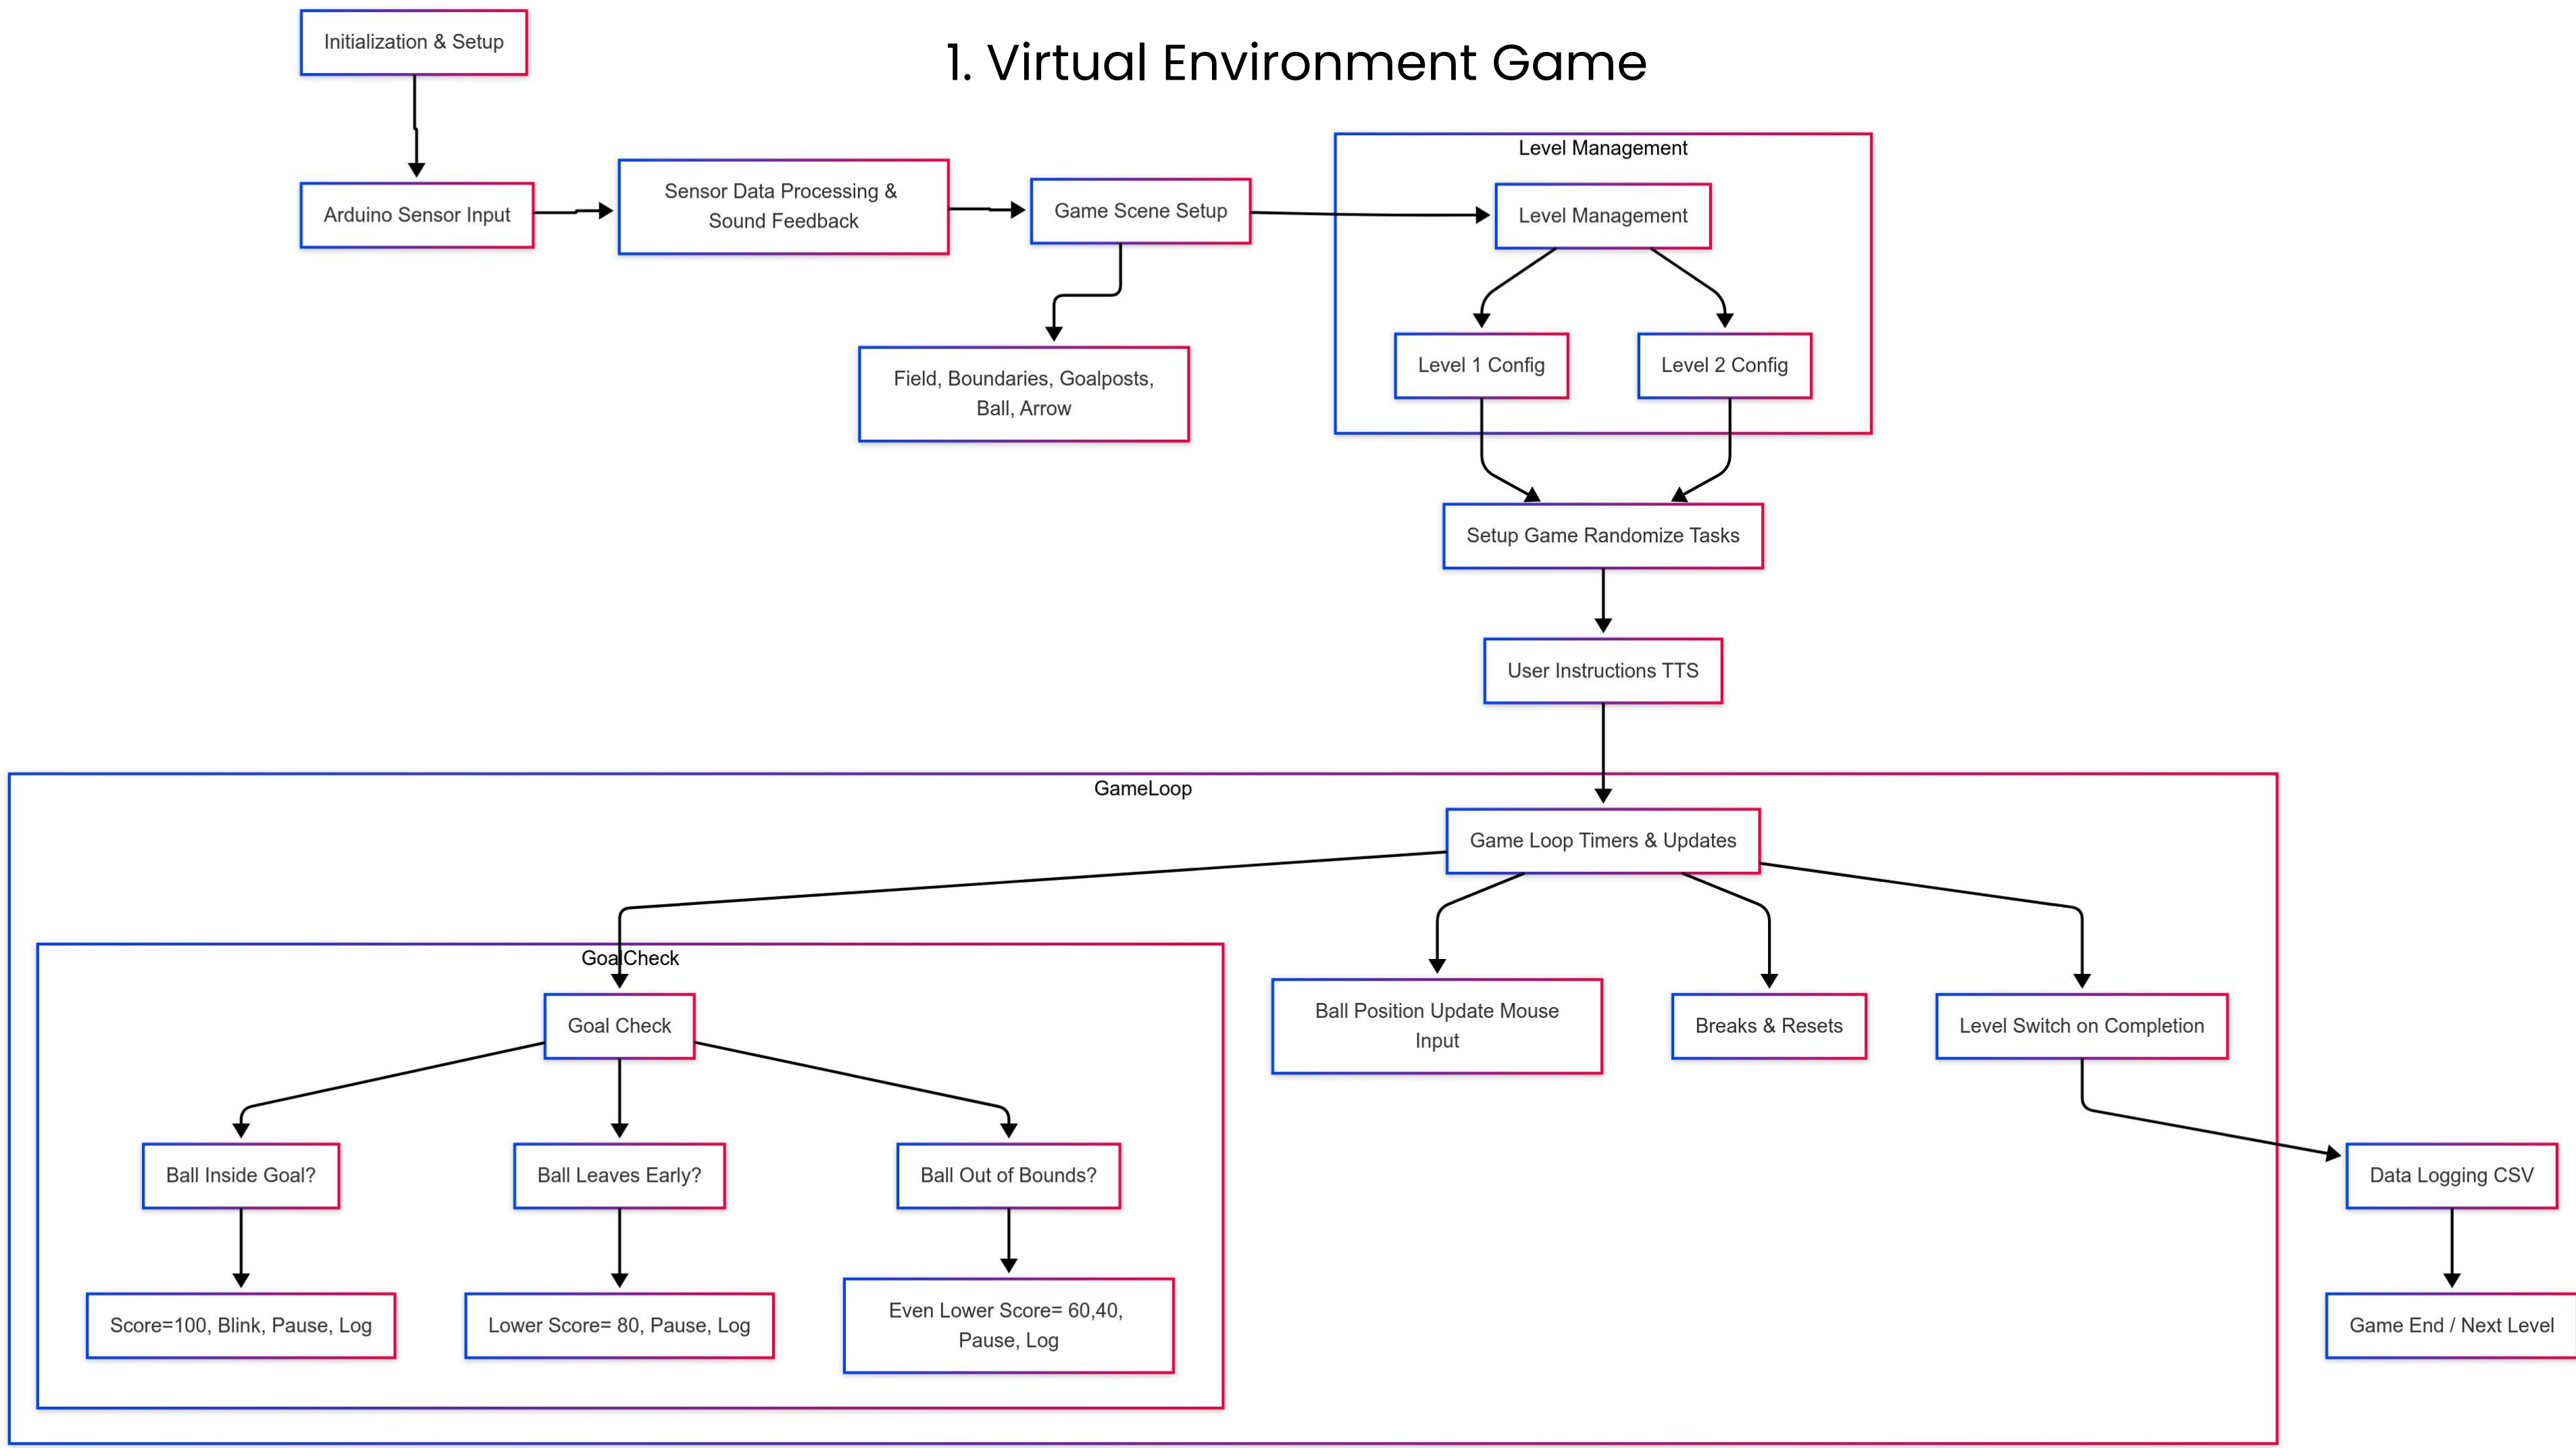 Initialization & Setup
1. Virtual Environment Game
Level Management
Arduino Sensor Input
Sensor Data Processing &
Sound Feedback
Game Scene Setup
Level Management
Field, Boundaries, Goalposts,
Ball, Arrow
Level 1 Config
Level 2 Config
Setup Game Randomize Tasks
User Instructions TTS
GameLoop
Game Loop Timers & Updates
GoalCheck
Goal Check
Ball Position Update Mouse
Input
Breaks & Resets
Level Switch on Completion
Ball Inside Goal?
Ball Leaves Early?
Ball Out of Bounds?
Data Logging CSV
Score=100, Blink, Pause, Log
Lower Score= 80, Pause, Log
Even Lower Score= 60,40,
Pause, Log
Game End / Next Level